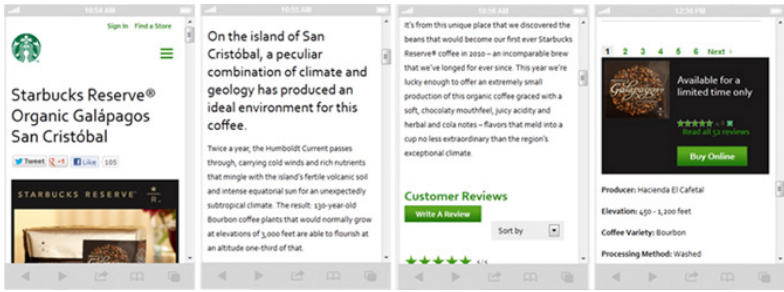 10:54 AM
Sign In Find a Store
Starbucks Reserve®
Organic Galápagos
San Cristóbal
Tweet +1 Like 105
STARBUCKS RESERVE R
10:55 AM
On the island of San
Cristóbal, a peculiar
combination of climate and
geology has produced an
ideal environment for this
coffee.
Twice a year, the Humboldt Current passes
through, carrying cold winds and rich nutrients
that mingle with the island's fertile volcanic soil
and intense equatorial sun for an unexpectedly
subtropical climate. The result: 130-year-old
Bourbon coffee plants that would normally grow
at elevations of 3,000 feet are able to flourish at
an altitude one-third of that.
10:55 AM
It's from this unique place that we discovered the
beans that would become our first ever Starbucks
Reserve® coffee in 2010 – an incomparable brew
that we've longed for ever since. This year we're
lucky enough to offer an extremely small
production of this organic coffee graced with a
soft, chocolaty mouthfeel, juicy acidity and
herbal and cola notes – flavors that meld into a
cup no less extraordinary than the region's
exceptional climate.
Customer Reviews
Write A Review
Sort by
5/5
12:36 PM
1 2 3 4 5 6 Next ›
Galápagos
Available for a
limited time only
Read all 52 reviews
Buy Online
Producer: Hacienda El Cafetal
Elevation: 450 - 1,200 feet
Coffee Variety: Bourbon
Processing Method: Washed